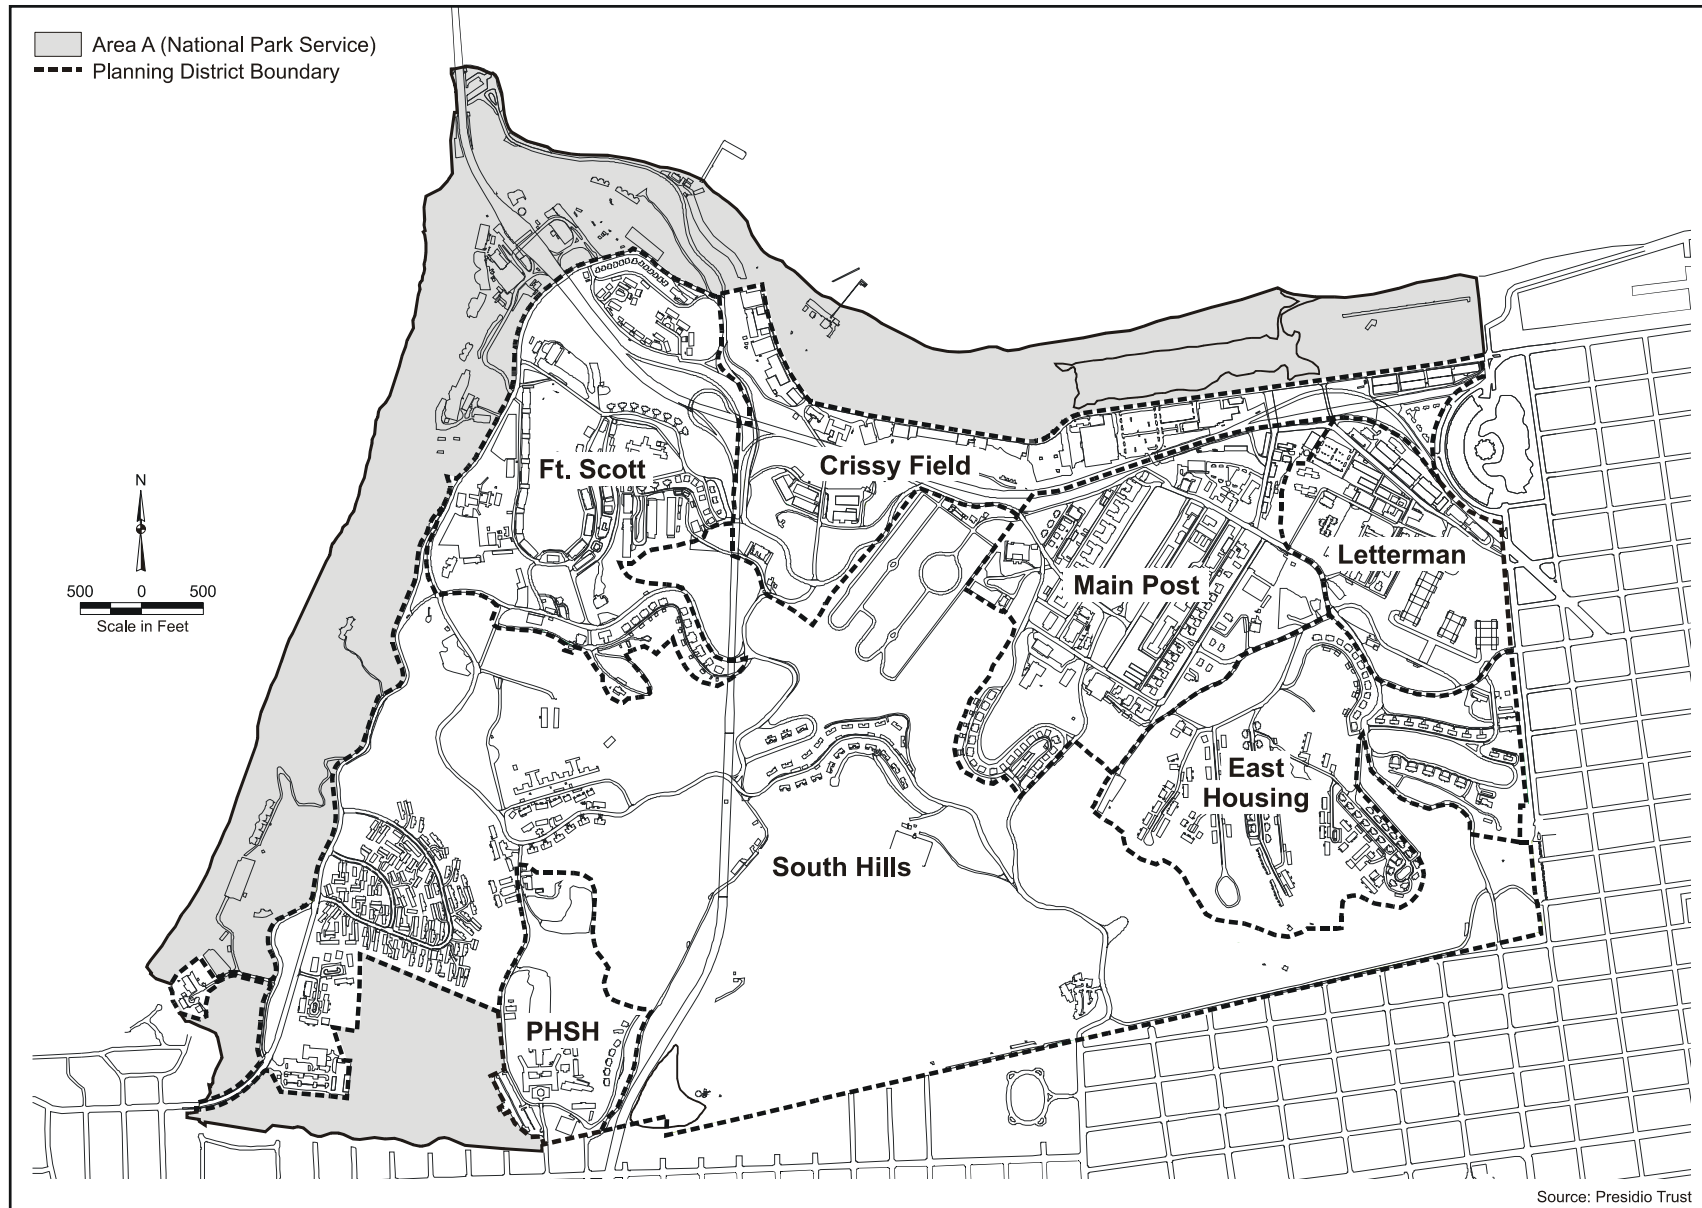 Area A (National Park Service)
Planning District Boundary
N
500 0 500
Scale in Feet
Ft. Scott
Crissy Field
Main Post
Letterman
East
Housing
South Hills
PHSH
Source: Presidio Trust